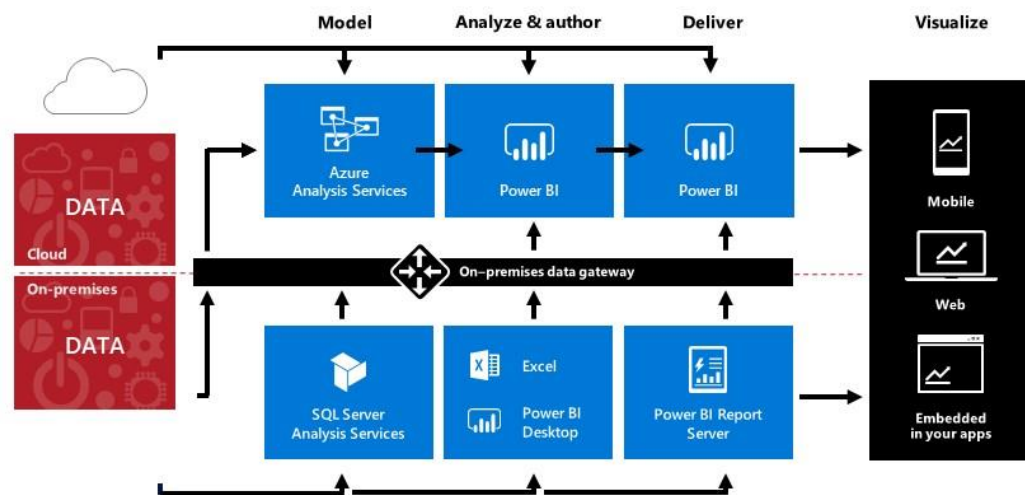 Model
Analyze & author
Deliver
Visualize
DATA
Cloud
On-premises
DATA
Azure
Analysis Services
Power BI
Power BI
On-premises data gateway
SQL Server
Analysis Services
X
Excel
Power BI
Desktop
Power BI Report
Server
Mobile
Web
Embedded
in your apps